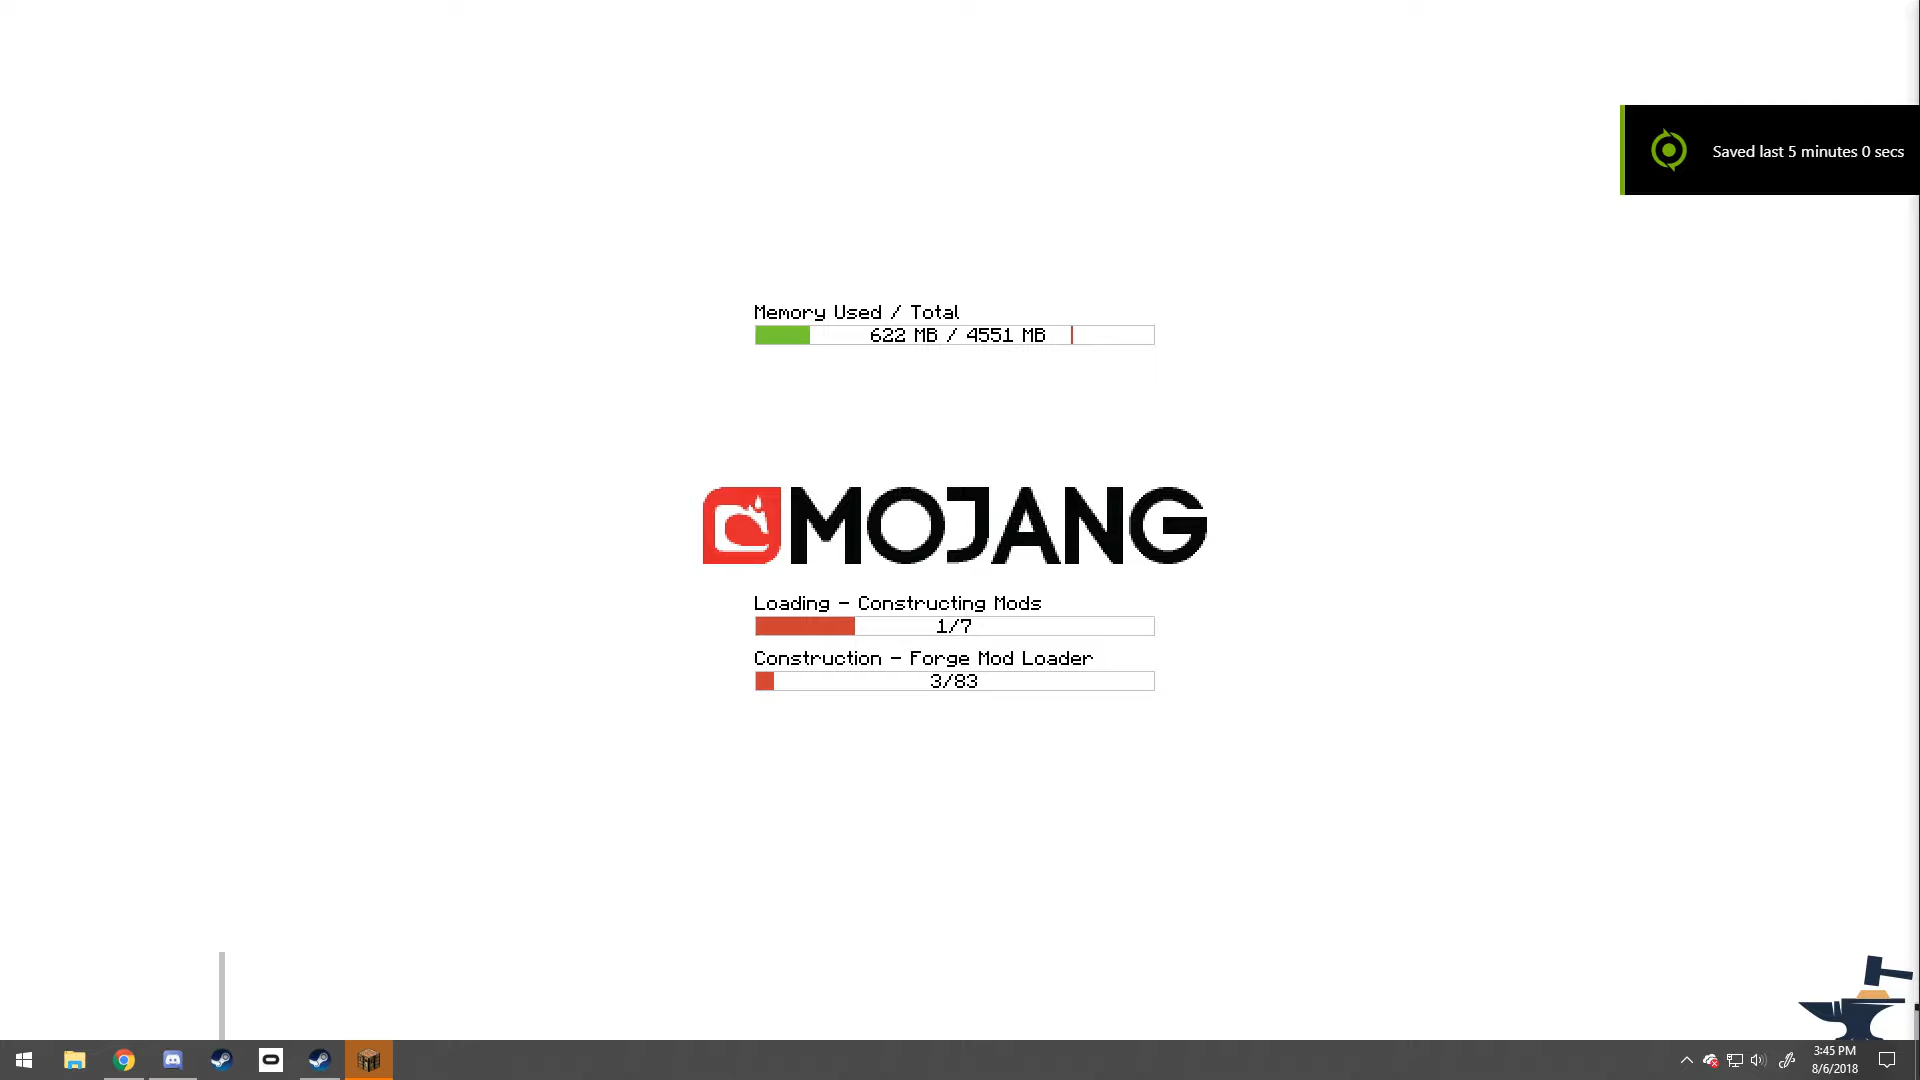 Saved last 5 minutes 0 secs
Memory Used / Total
622 MB / 4551 MB
MOJANG
Loading - Constructing Mods
1/7
Construction - Forge Mod Loader
3/83
3:45 PM
8/6/2018